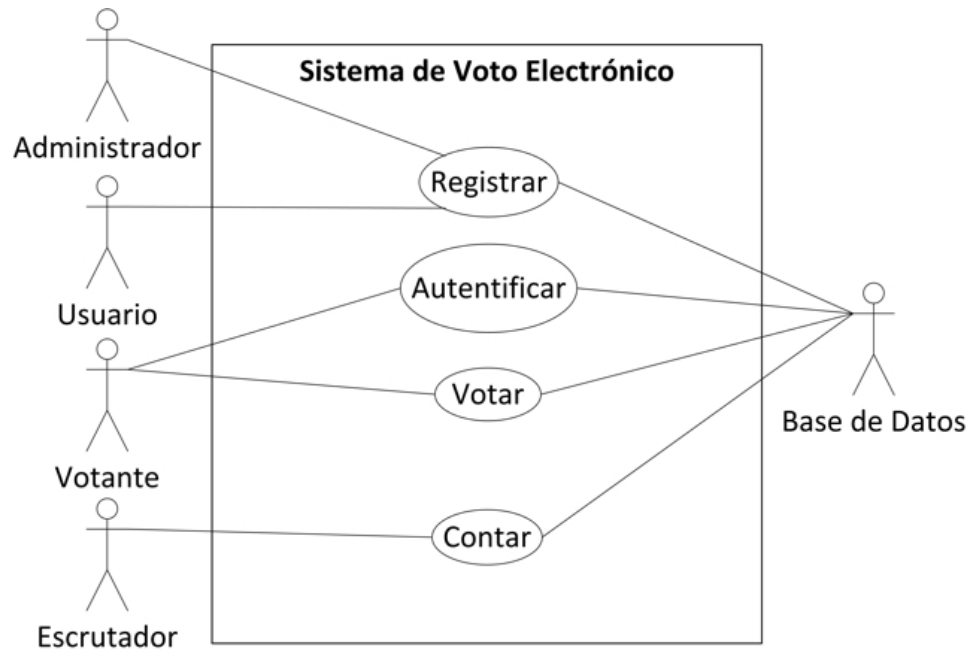 Sistema de Voto Electrónico
Administrador
Registrar
Usuario
Autentificar
Votante
Votar
Base de Datos
Escrutador
Contar